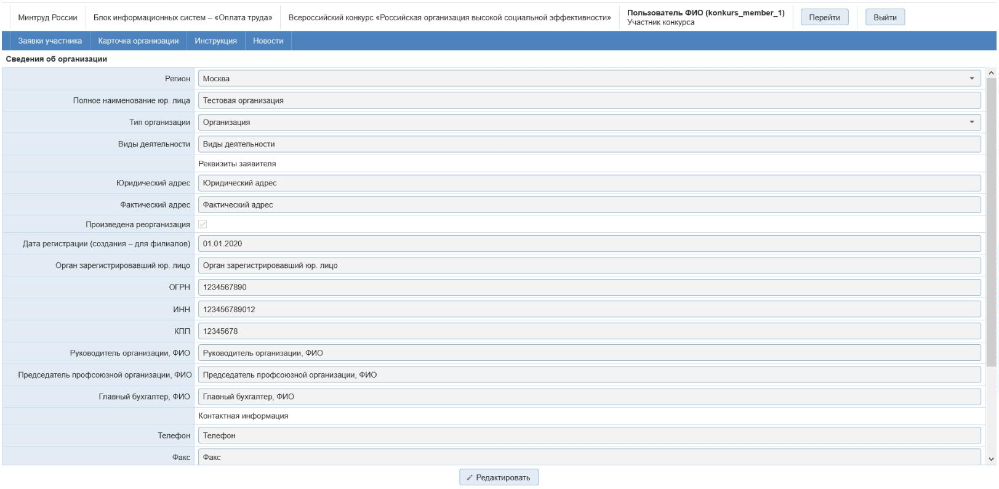 Минтруд России
Блок информационных систем – «Оплата труда»
Всероссийский конкурс «Российская организация высокой социальной эффективности»
Пользователь ФИО (konkurs_member_1)
Участник конкурса
Перейти
Выйти
Заявки участника
Карточка организации
Инструкция
Новости
Сведения об организации
Регион
Москва
Полное наименование юр. лица
Тестовая организация
Тип организации
Организация
Виды деятельности
Виды деятельности
Реквизиты заявителя
Юридический адрес
Юридический адрес
Фактический адрес
Фактический адрес
Произведена реорганизация
Дата регистрации (создания – для филиалов)
01.01.2020
Орган зарегистрировавший юр. лицо
Орган зарегистрировавший юр. лицо
ОГРН
1234567890
ИНН
123456789012
КПП
12345678
Руководитель организации, ФИО
Руководитель организации, ФИО
Председатель профсоюзной организации, ФИО
Председатель профсоюзной организации, ФИО
Главный бухгалтер, ФИО
Главный бухгалтер, ФИО
Контактная информация
Телефон
Телефон
Факс
Факс
Редактировать